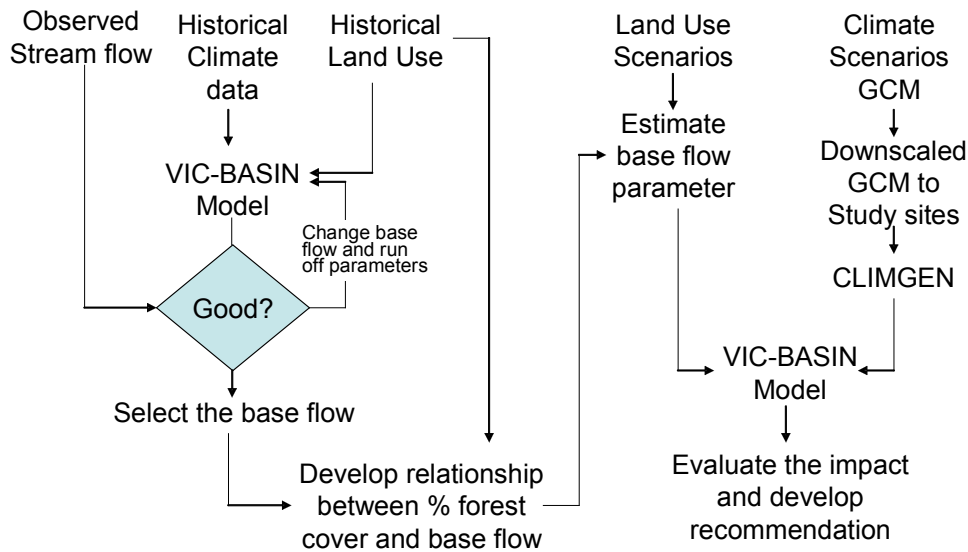 Observed
Stream flow
Historical
Climate
data
Historical
Land Use
VIC-BASIN
Model
Change base
flow and run
off parameters
Good?
Select the base flow
Develop relationship
between % forest
cover and base flow
Land Use
Scenarios
Estimate
base flow
parameter
Climate
Scenarios
GCM
Downscaled
GCM to
Study sites
CLIMGEN
VIC-BASIN
Model
Evaluate the impact
and develop
recommendation